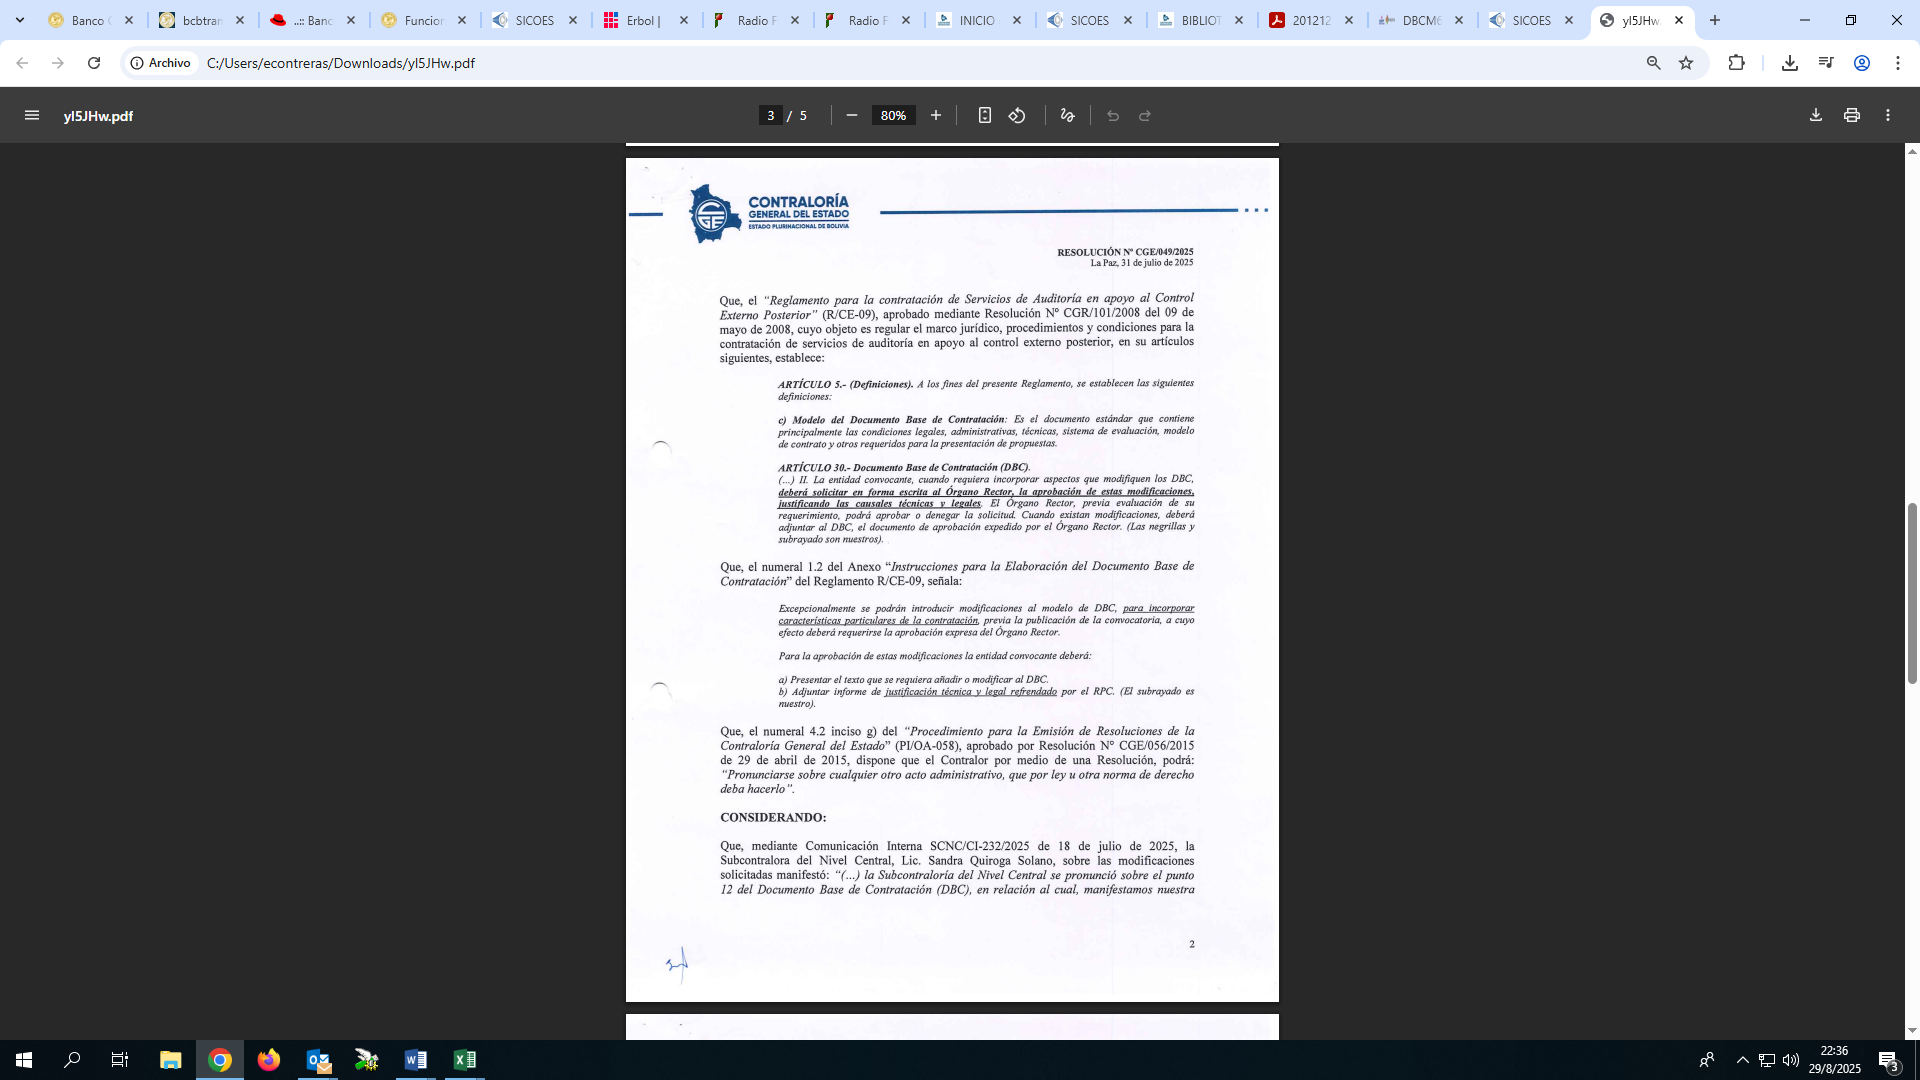 Banco C
bcbtran
..:: Banc
Funcion
SICOES
Erbol |
Radio F
Radio F
INICIO
SICOES
BIBLIOT
201212
DBCM6
SICOES
yI5JHw
Archivo
C:/Users/econtreras/Downloads/yI5JHw.pdf
yI5JHw.pdf
3 / 5
80%
CONTRALORÍA
GENERAL DEL ESTADO
ESTADO PLURINACIONAL DE BOLIVIA
RESOLUCIÓN Nº CGE/049/2025
La Paz, 31 de julio de 2025
Que, el “Reglamento para la contratación de Servicios de Auditoría en apoyo al Control
Externo Posterior” (R/CE-09), aprobado mediante Resolución Nº CGR/101/2008 del 09 de
mayo de 2008, cuyo objeto es regular el marco jurídico, procedimientos y condiciones para la
contratación de servicios de auditoría en apoyo al control externo posterior, en su artículos
siguientes, establece:
ARTÍCULO 5.- (Definiciones). A los fines del presente Reglamento, se establecen las siguientes
definiciones:
c) Modelo del Documento Base de Contratación: Es el documento estándar que contiene
principalmente las condiciones legales, administrativas, técnicas, sistema de evaluación, modelo
de contrato y otros requeridos para la presentación de propuestas.
ARTÍCULO 30.- Documento Base de Contratación (DBC).
(...) II. La entidad convocante, cuando requiera incorporar aspectos que modifiquen los DBC,
deberá solicitar en forma escrita al Órgano Rector, la aprobación de estas modificaciones,
justificando las causales técnicas y legales. El Órgano Rector, previa evaluación de su
requerimiento, podrá aprobar o denegar la solicitud. Cuando existan modificaciones, deberá
adjuntar al DBC, el documento de aprobación expedido por el Órgano Rector. (Las negrillas y
subrayado son nuestros).
Que, el numeral 1.2 del Anexo “Instrucciones para la Elaboración del Documento Base de
Contratación” del Reglamento R/CE-09, señala:
Excepcionalmente se podrán introducir modificaciones al modelo de DBC, para incorporar
características particulares de la contratación, previa la publicación de la convocatoria, a cuyo
efecto deberá requerirse la aprobación expresa del Órgano Rector.
Para la aprobación de estas modificaciones la entidad convocante deberá:
a) Presentar el texto que se requiera añadir o modificar al DBC.
b) Adjuntar informe de justificación técnica y legal refrendado por el RPC. (El subrayado es
nuestro).
Que, el numeral 4.2 inciso g) del “Procedimiento para la Emisión de Resoluciones de la
Contraloría General del Estado” (PI/OA-058), aprobado por Resolución Nº CGE/056/2015
de 29 de abril de 2015, dispone que el Contralor por medio de una Resolución, podrá:
“Pronunciarse sobre cualquier otro acto administrativo, que por ley u otra norma de derecho
deba hacerlo”.
CONSIDERANDO:
Que, mediante Comunicación Interna SCNC/CI-232/2025 de 18 de julio de 2025, la
Subcontralora del Nivel Central, Lic. Sandra Quiroga Solano, sobre las modificaciones
solicitadas manifestó: “(...) la Subcontraloría del Nivel Central se pronunció sobre el punto
12 del Documento Base de Contratación (DBC), en relación al cual, manifestamos nuestra
2
22:36
29/8/2025
3